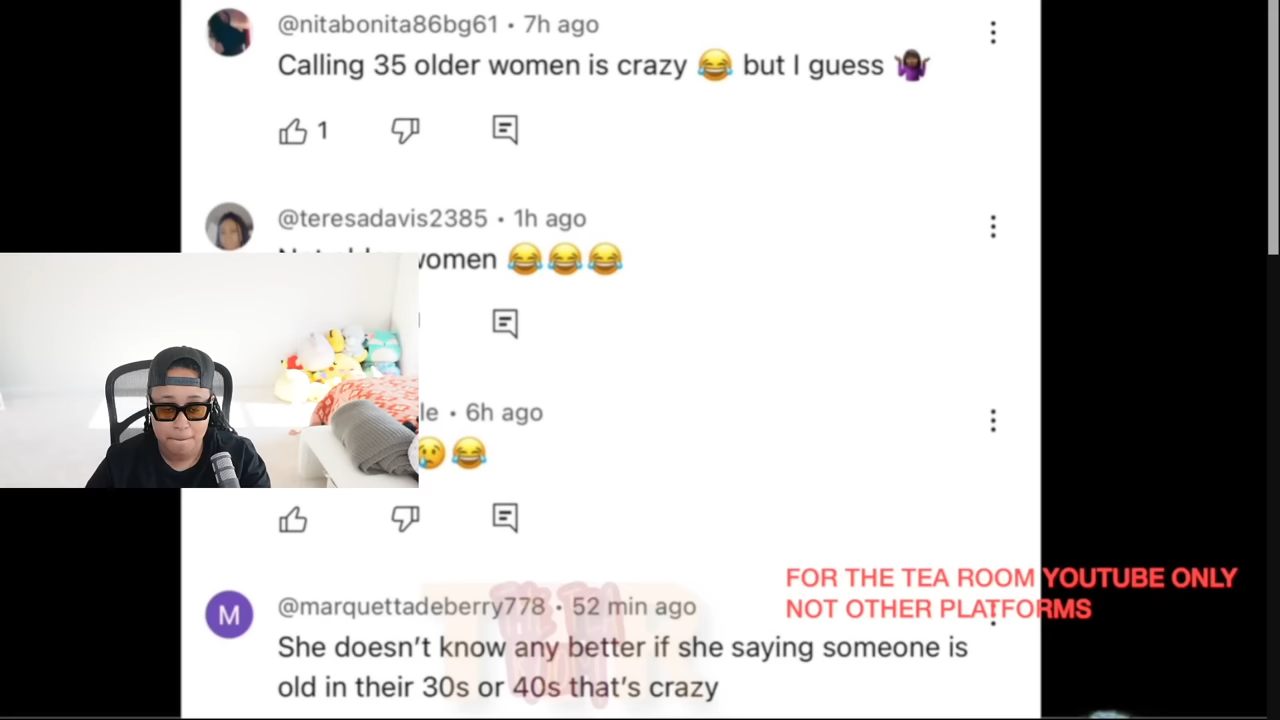 @nitabonita86bg61 • 7h ago
Calling 35 older women is crazy 😂 but I guess 🤷🏾‍♀️
1
@teresadavis2385 • 1h ago
women 😂😂😂
le • 6h ago
😢😂
FOR THE TEA ROOM YOUTUBE ONLY
NOT OTHER PLATFORMS
M
@marquettadeberry778 • 52 min ago
She doesn't know any better if she saying someone is
old in their 30s or 40s that's crazy